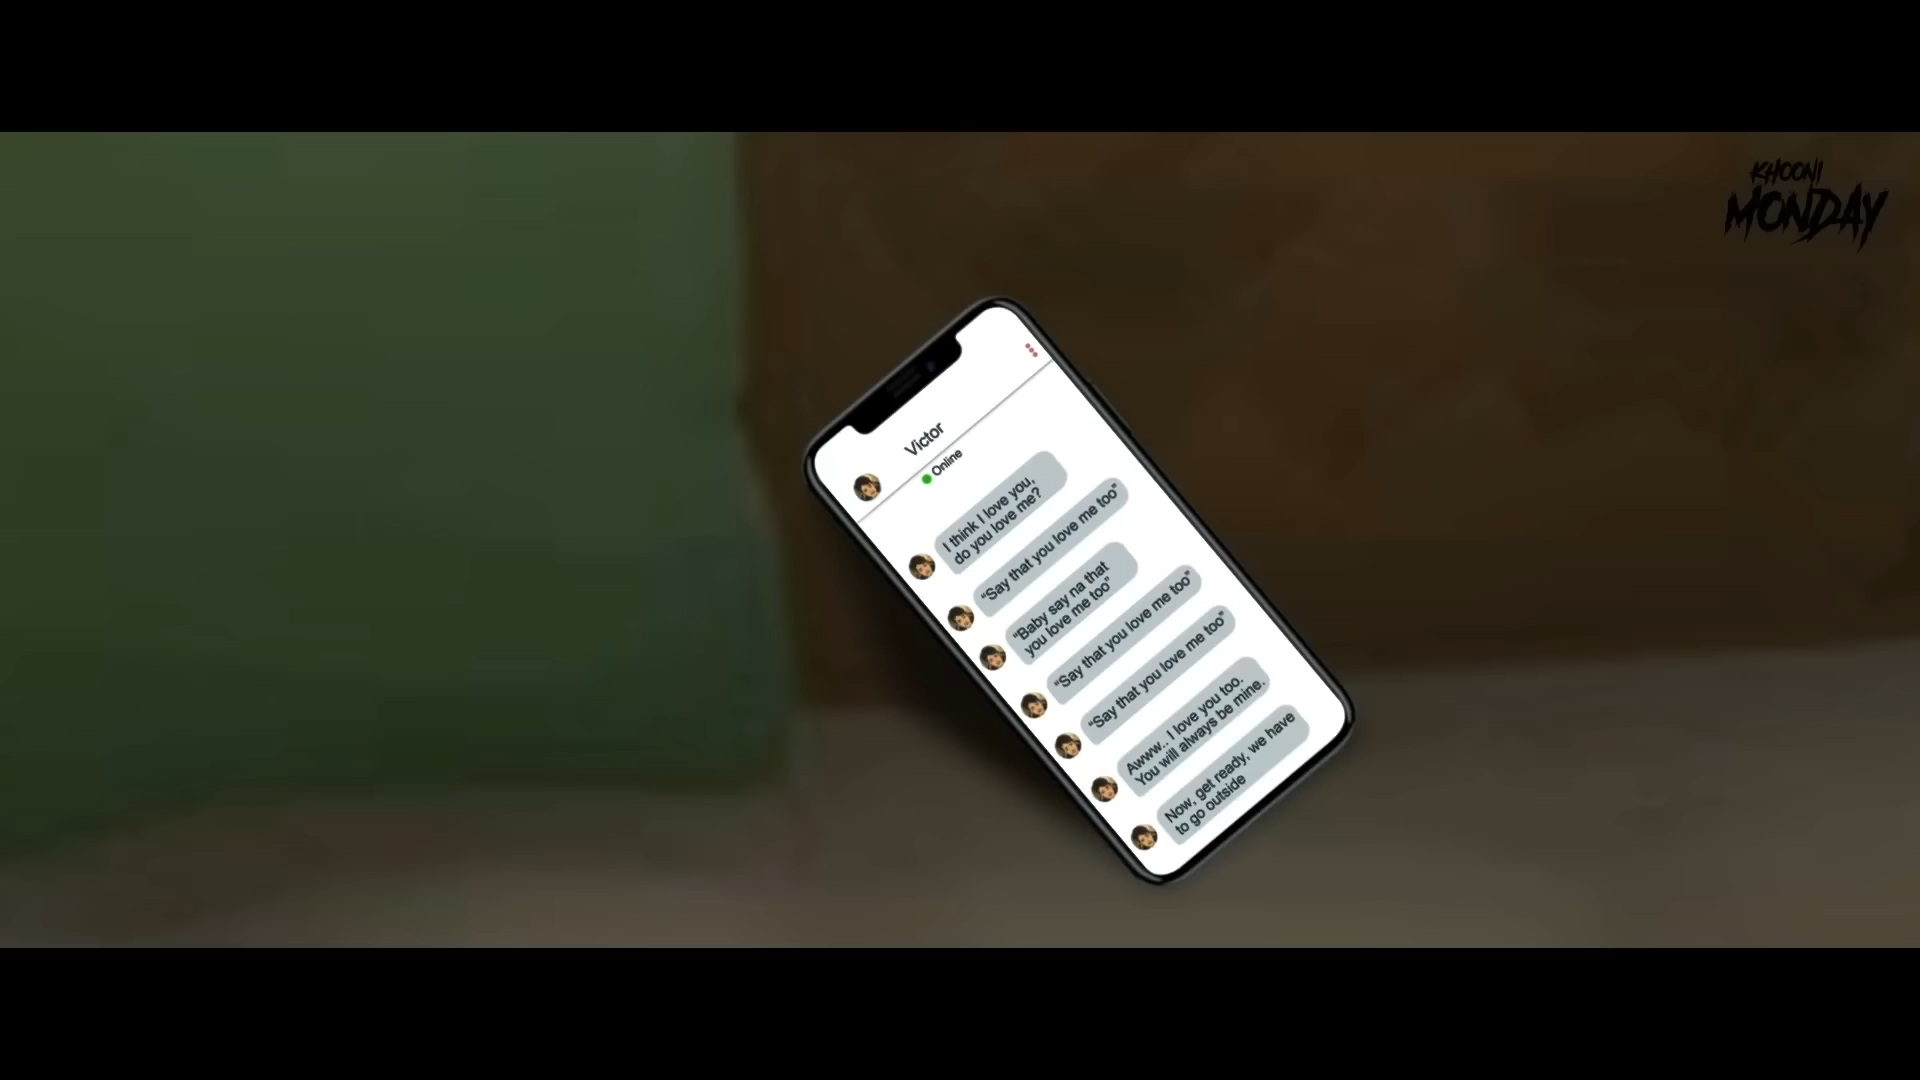 KHOONI
MONDAY
Victor
Online
I think I love you,
do you love me?
"Say that you love me too"
"Baby say na that
you love me too"
"Say that you love me too"
"Say that you love me too"
Awww.. I love you too.
You will always be mine.
Now, get ready, we have
to go outside